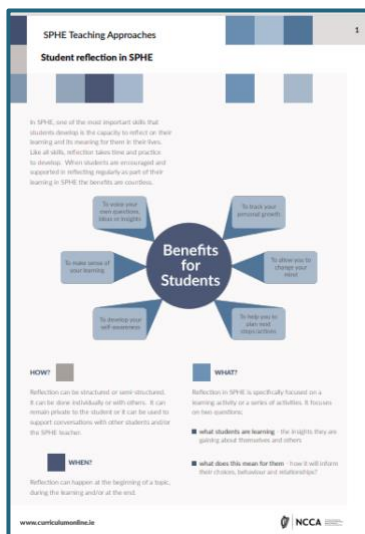 SPHE Teaching Approaches
1
Student reflection in SPHE
In SPHE, one of the most important skills that
students develop is the capacity to reflect on their
learning and its meaning for them in their lives.
Like all skills, reflection takes time and practice
to develop. When students are encouraged and
supported in reflecting regularly as part of their
learning in SPHE the benefits are countless.
To voice your
own questions,
ideas or insights
To track your
personal growth
To make sense of
your learning
Benefits
for
Students
To allow you to
change your
mind
To develop your
self-awareness
To help you to
plan next
steps/actions
HOW?
Reflection can be structured or semi-structured.
It can be done individually or with others. It can
remain private to the student or it can be used to
support conversations with other students and/or
the SPHE teacher.
WHEN?
Reflection can happen at the beginning of a topic,
during the learning and/or at the end.
WHAT?
Reflection in SPHE is specifically focused on a
learning activity or a series of activities. It focuses
on two questions:
what students are learning - the insights they are
gaining about themselves and others
what does this mean for them - how it will inform
their choices, behaviour and relationships?
www.curriculumonline.ie
NCCA